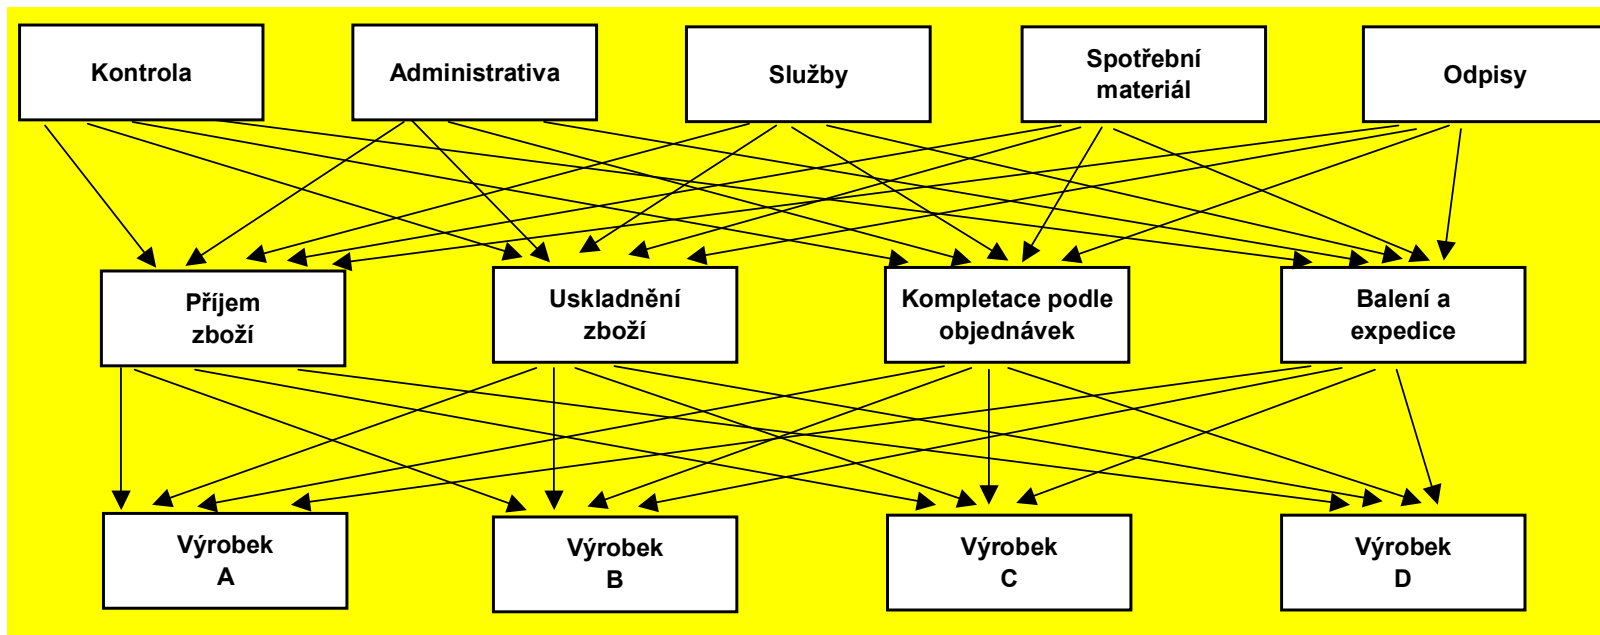 Kontrola
Administrativa
Služby
Spotřební
materiál
Odpisy
Příjem
zboží
Uskladnění
zboží
Kompletace podle
objednávek
Balení a
expedice
Výrobek
A
Výrobek
B
Výrobek
C
Výrobek
D